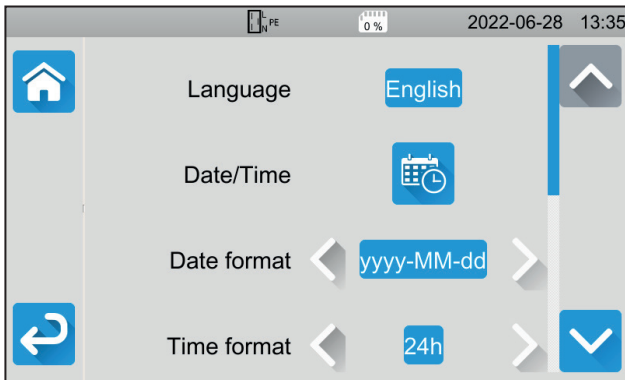 L N PE 0 % 2022-06-28 13:35
Language English
Date/Time
Date format yyyy-MM-dd
Time format 24h